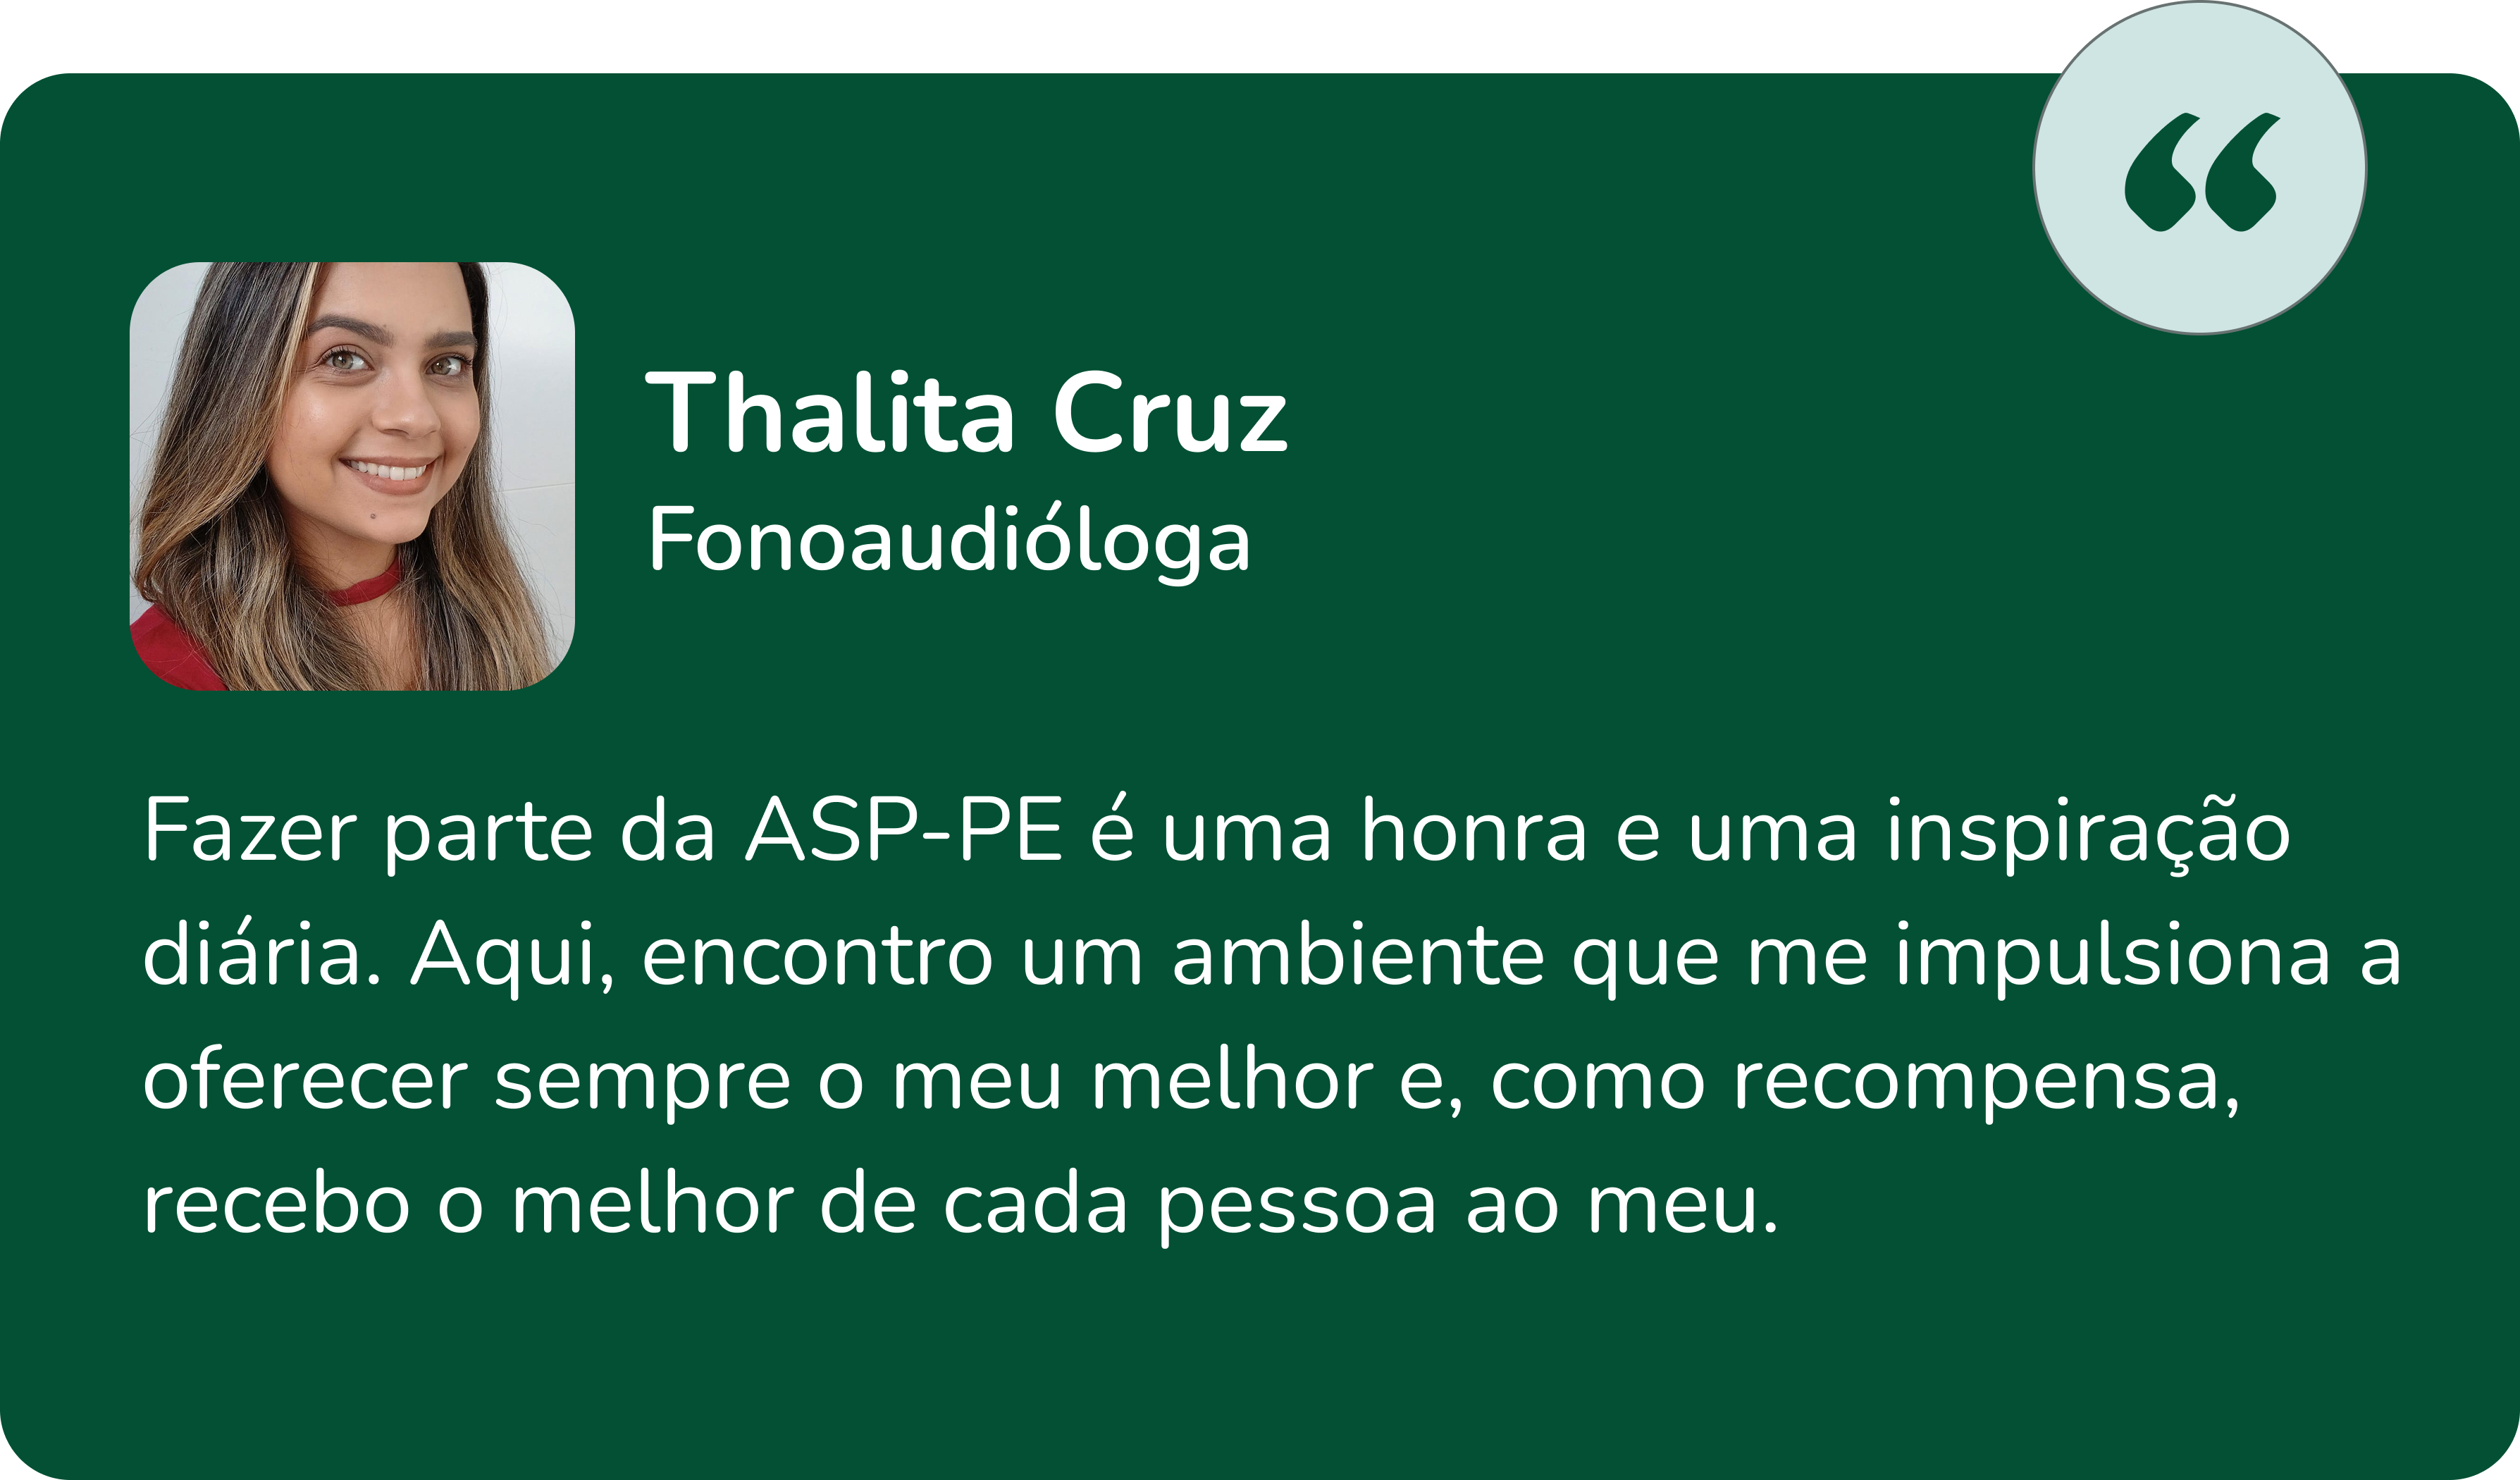 “
Thalita Cruz
Fonoaudióloga
Fazer parte da ASP-PE é uma honra e uma inspiração
diária. Aqui, encontro um ambiente que me impulsiona a
oferecer sempre o meu melhor e, como recompensa,
recebo o melhor de cada pessoa ao meu.